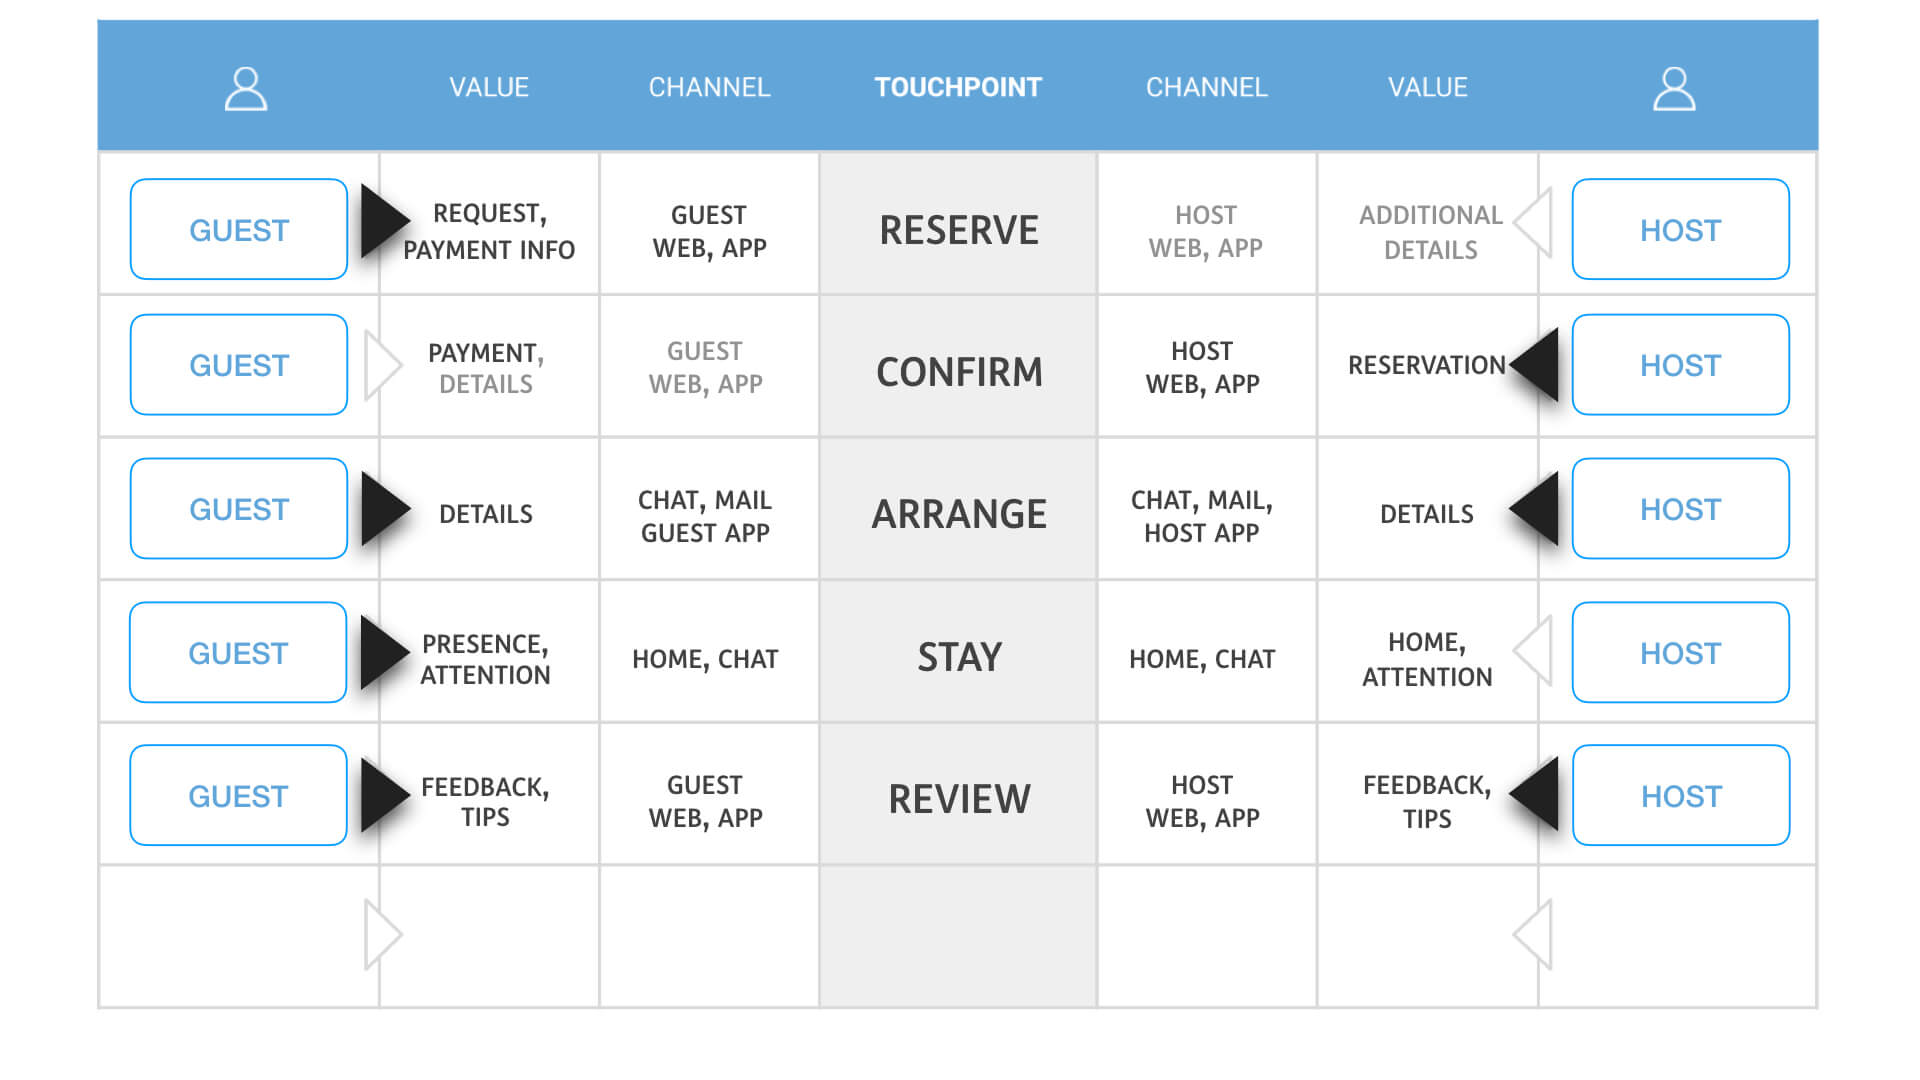 VALUE CHANNEL TOUCHPOINT CHANNEL VALUE
GUEST
REQUEST,
PAYMENT INFO
GUEST
WEB, APP
RESERVE
HOST
WEB, APP
ADDITIONAL
DETAILS
HOST
GUEST
PAYMENT,
DETAILS
GUEST
WEB, APP
CONFIRM
HOST
WEB, APP
RESERVATION
HOST
GUEST
DETAILS
CHAT, MAIL
GUEST APP
ARRANGE
CHAT, MAIL,
HOST APP
DETAILS
HOST
GUEST
PRESENCE,
ATTENTION
HOME, CHAT
STAY
HOME, CHAT
HOME,
ATTENTION
HOST
GUEST
FEEDBACK,
TIPS
GUEST
WEB, APP
REVIEW
HOST
WEB, APP
FEEDBACK,
TIPS
HOST